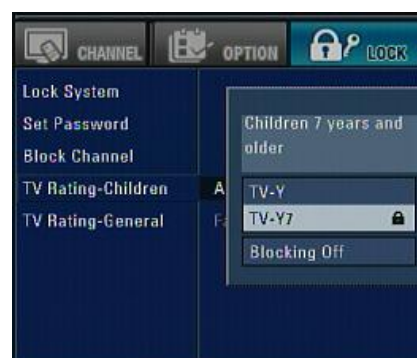 CHANNEL OPTION LOCK
Lock System
Set Password
Block Channel
TV Rating-Children
TV Rating-General
A
Fa
Children 7 years and
older
TV-Y
TV-Y7
Blocking Off